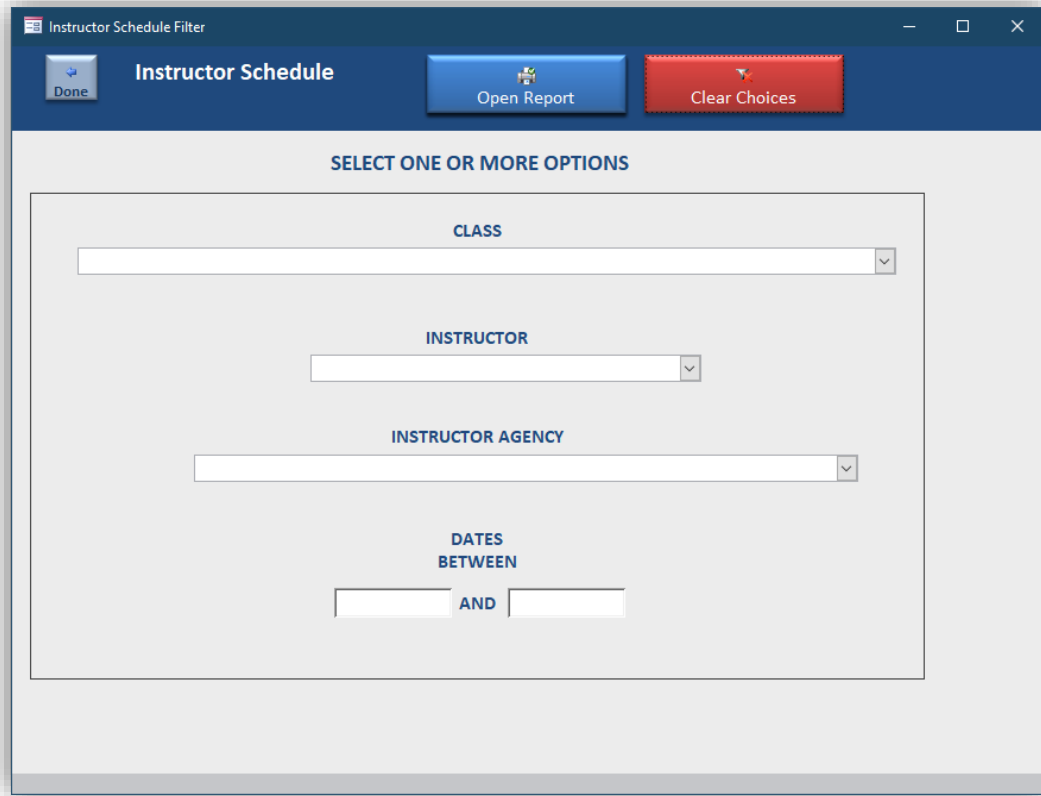 Instructor Schedule Filter
Done
Instructor Schedule
Open Report
Clear Choices
SELECT ONE OR MORE OPTIONS
CLASS
INSTRUCTOR
INSTRUCTOR AGENCY
DATES
BETWEEN
AND